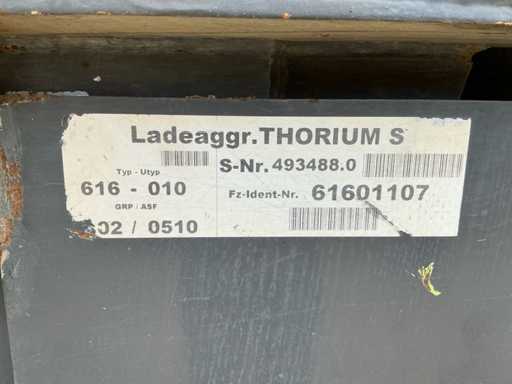 Ladeaggr.THORIUM S
S-Nr. 493488.0
Typ - Utyp
616 - 010
Fz-Ident-Nr. 61601107
GRP / ASF
02 / 0510